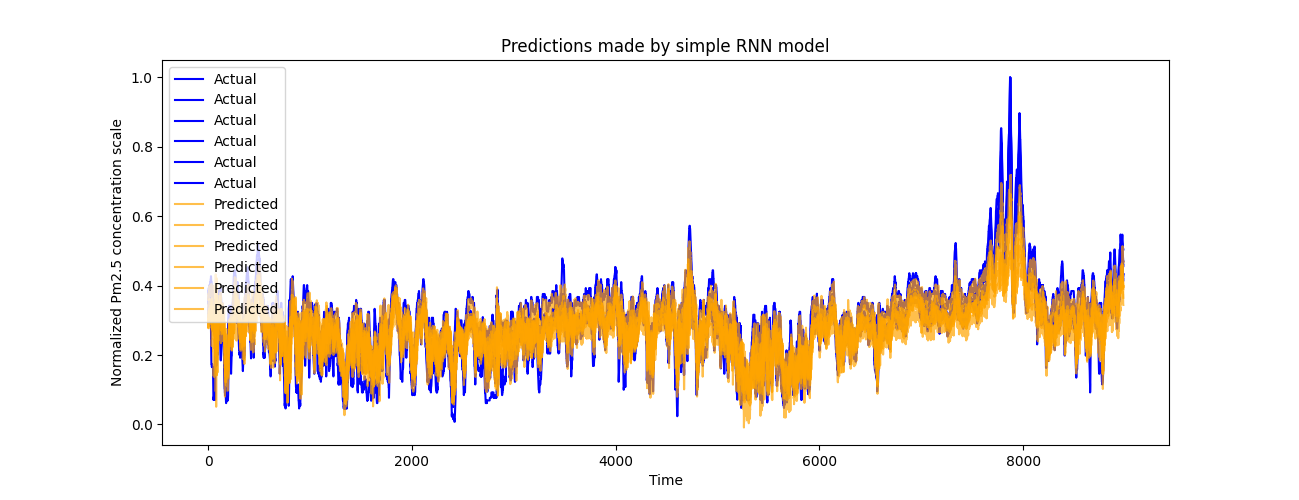 Predictions made by simple RNN model
Normalized Pm2.5 concentration scale
1.0
0.8
0.6
0.4
0.2
0.0
Actual
Actual
Actual
Actual
Actual
Actual
Predicted
Predicted
Predicted
Predicted
Predicted
Predicted
0
2000
4000
6000
8000
Time